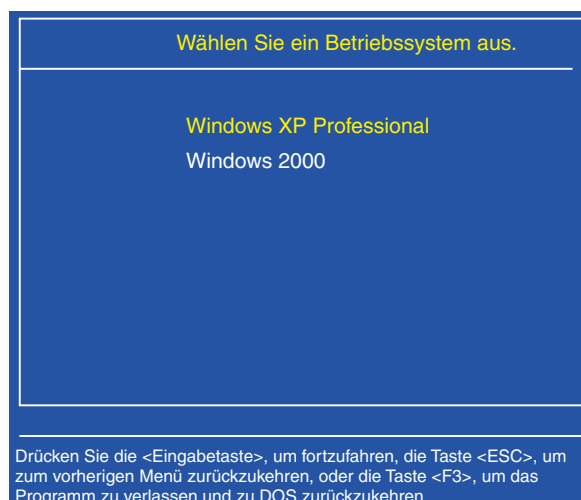 Wählen Sie ein Betriebssystem aus.
Windows XP Professional
Windows 2000
Drücken Sie die <Eingabetaste>, um fortzufahren, die Taste <ESC>, um
zum vorherigen Menü zurückzukehren, oder die Taste <F3>, um das
Programm zu verlassen und zu DOS zurückzukehren